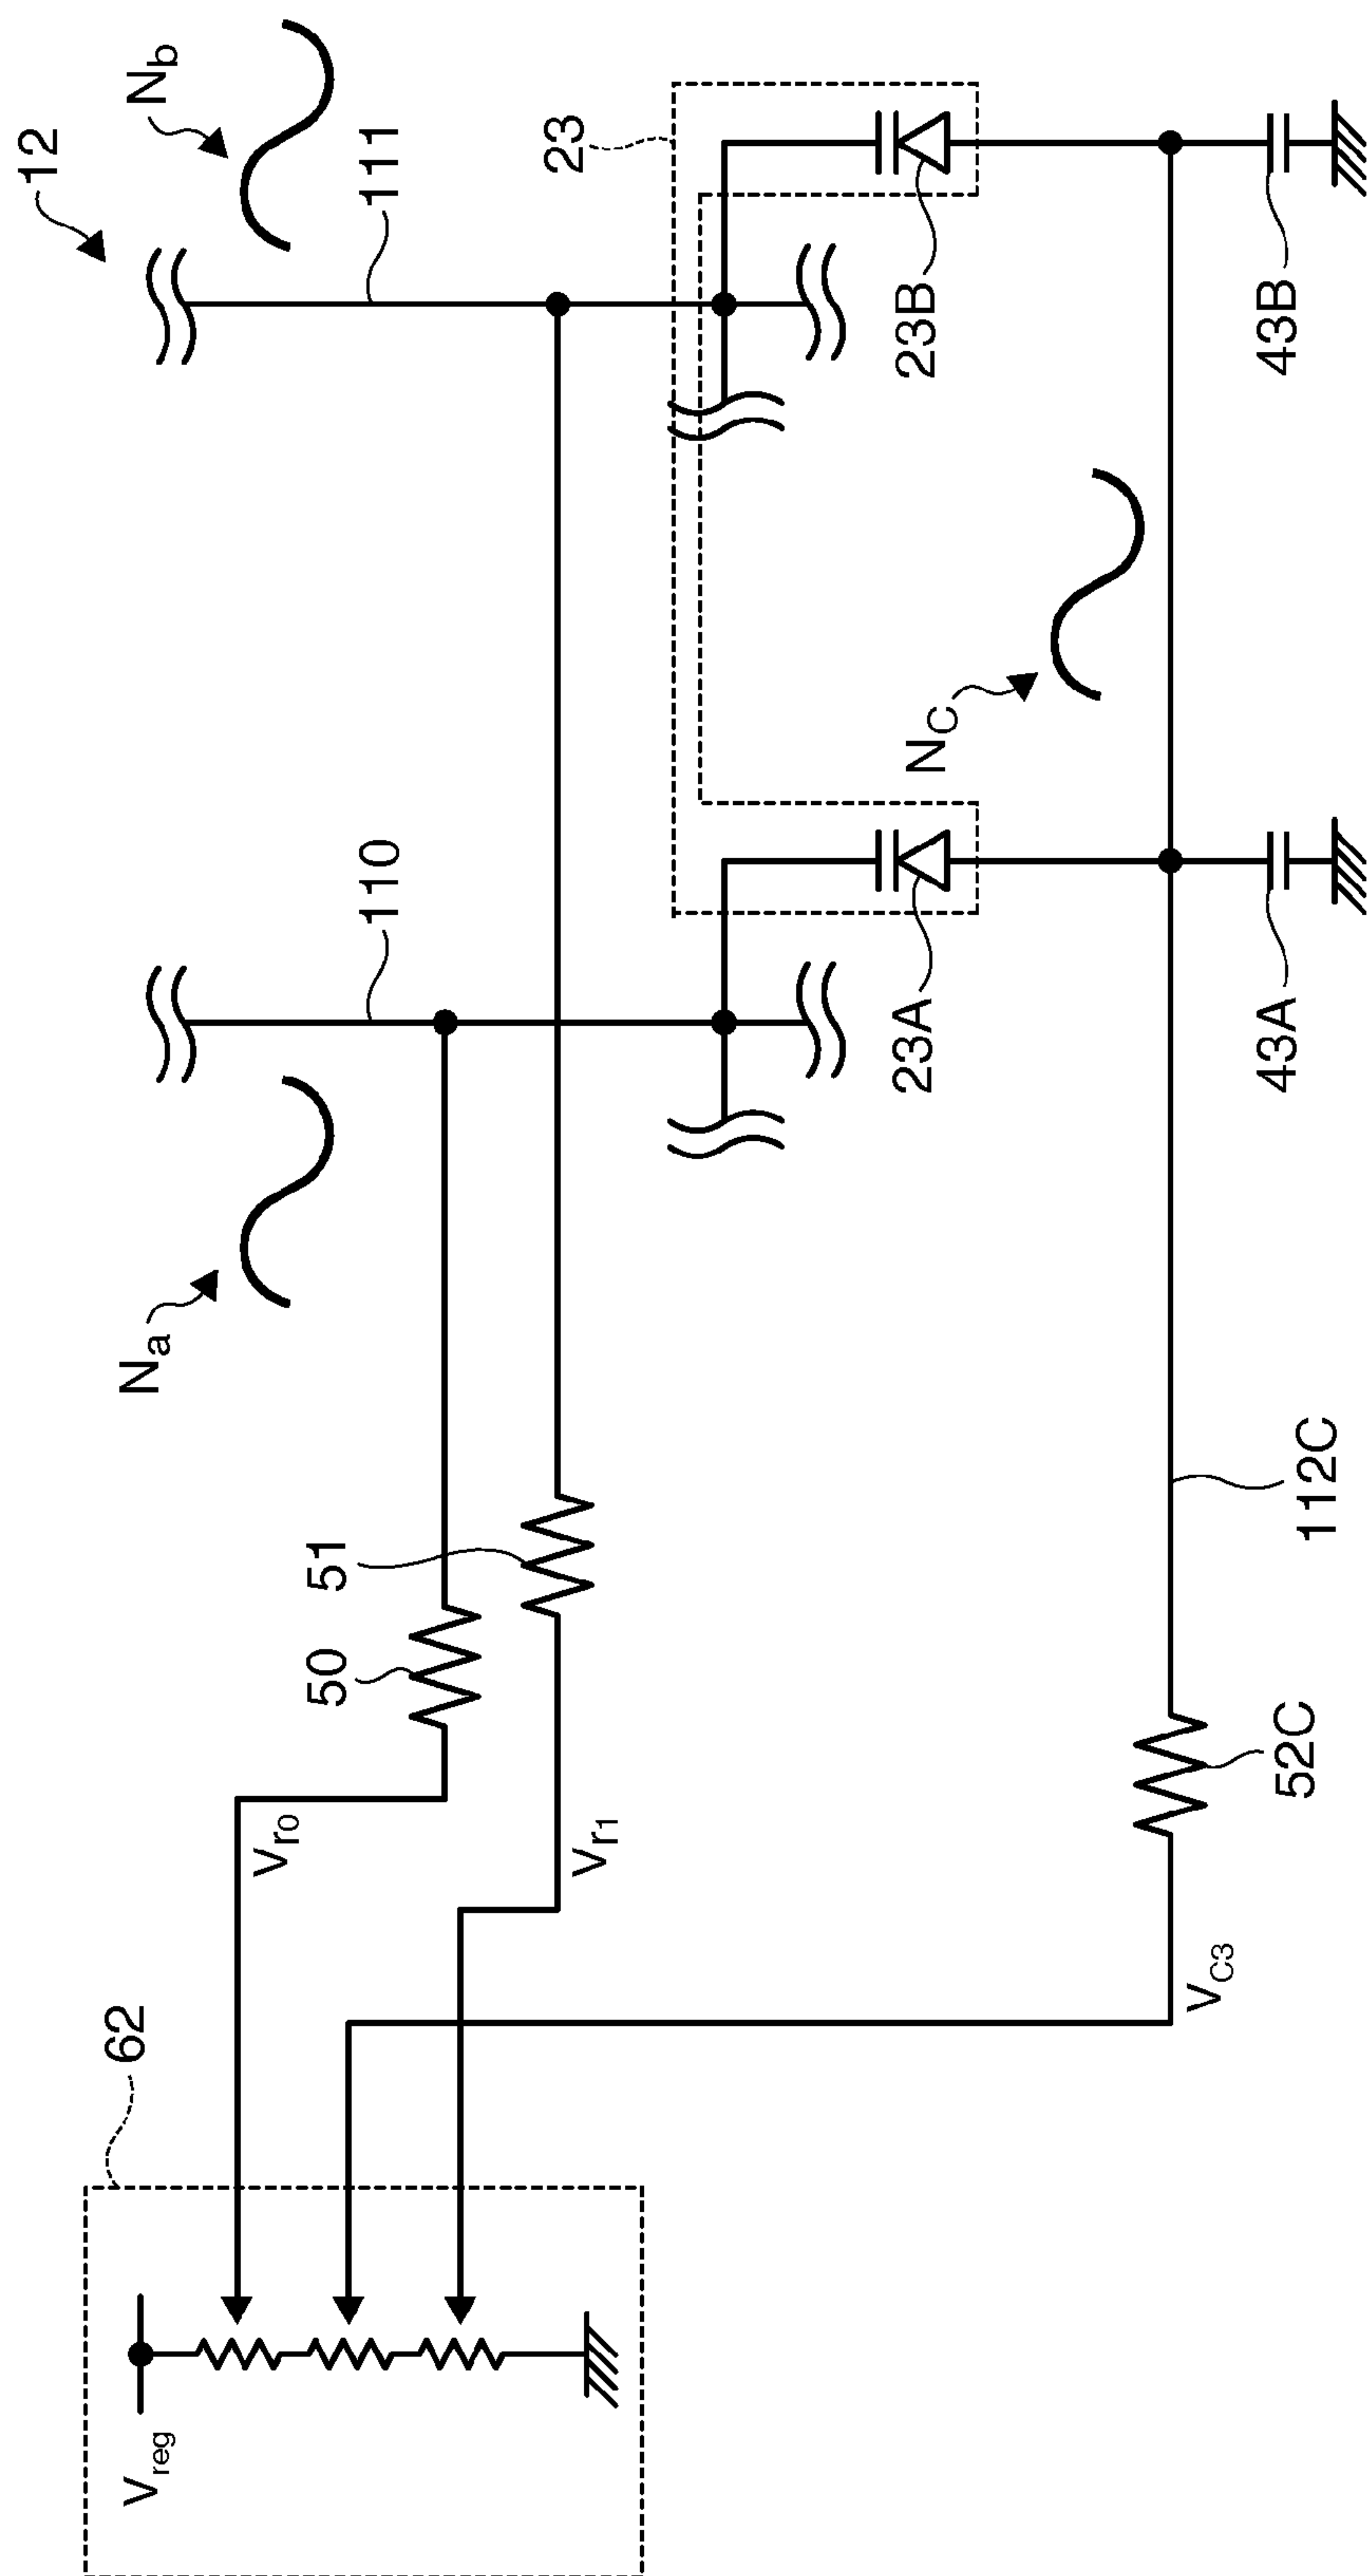 12
Na
Nb
110
111
62
Vreg
Vr0
50
51
Vr1
23
23A
23B
NC
VC3
52C
112C
43A
43B